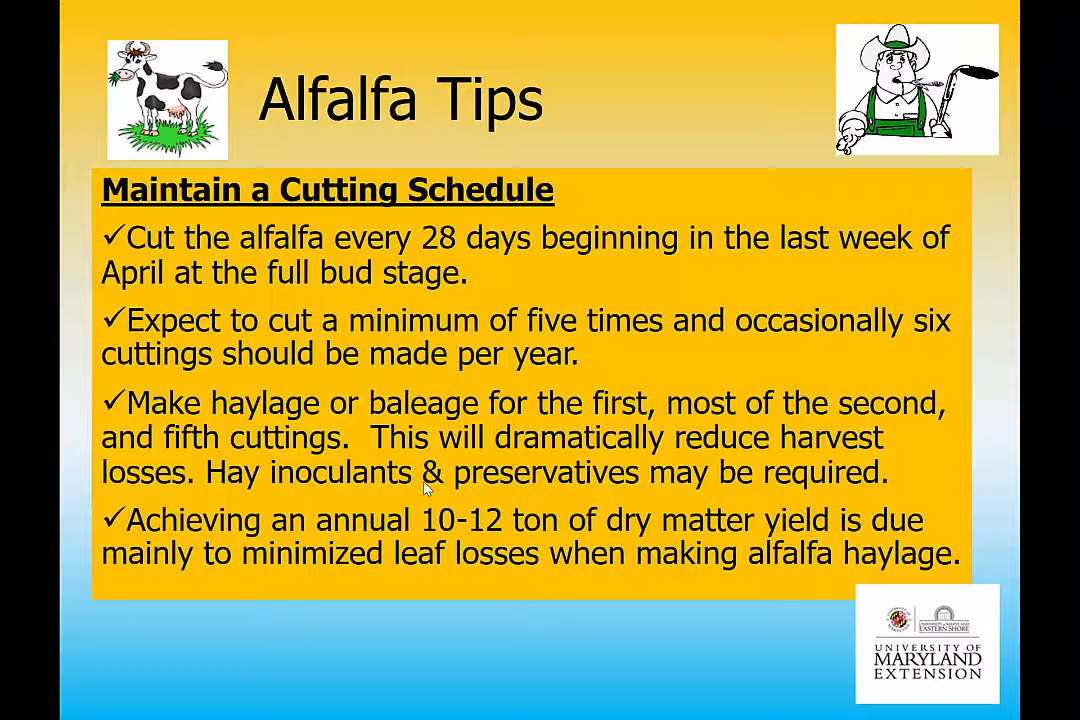 Alfalfa Tips
Maintain a Cutting Schedule
✓Cut the alfalfa every 28 days beginning in the last week of
April at the full bud stage.
✓Expect to cut a minimum of five times and occasionally six
cuttings should be made per year.
✓Make haylage or baleage for the first, most of the second,
and fifth cuttings.  This will dramatically reduce harvest
losses. Hay inoculants & preservatives may be required.
✓Achieving an annual 10-12 ton of dry matter yield is due
mainly to minimized leaf losses when making alfalfa haylage.
EASTERN SHORE
UNIVERSITY OF
MARYLAND
EXTENSION